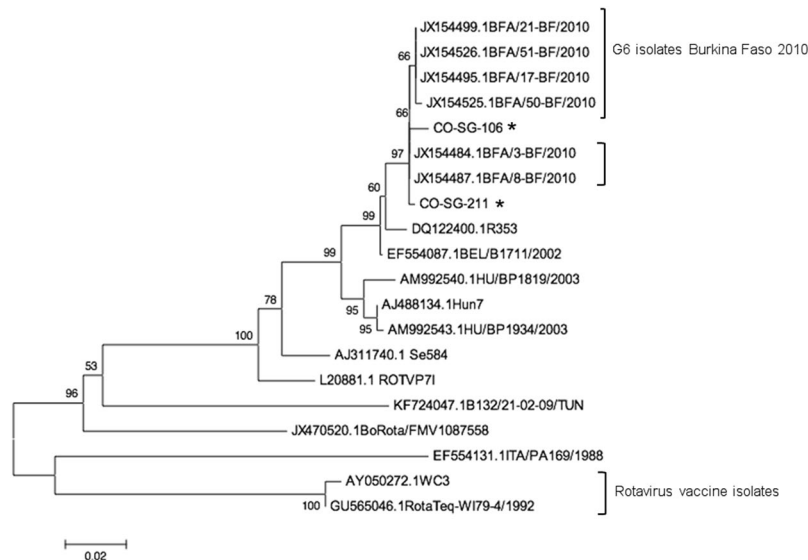 JX154499.1BFA/21-BF/2010
66
JX154526.1BFA/51-BF/2010
G6 isolates Burkina Faso 2010
JX154495.1BFA/17-BF/2010
JX154525.1BFA/50-BF/2010
66
CO-SG-106 *
97
JX154484.1BFA/3-BF/2010
JX154487.1BFA/8-BF/2010
60
CO-SG-211 *
99
DQ122400.1R353
EF554087.1BEL/B1711/2002
99
AM992540.1HU/BP1819/2003
95
AJ488134.1Hun7
78
95
AM992543.1HU/BP1934/2003
100
AJ311740.1 Se584
53
L20881.1 ROTVP7I
96
KF724047.1B132/21-02-09/TUN
JX470520.1BoRota/FMV1087558
EF554131.1ITA/PA169/1988
AY050272.1WC3
Rotavirus vaccine isolates
100
GU565046.1RotaTeq-WI79-4/1992
0.02